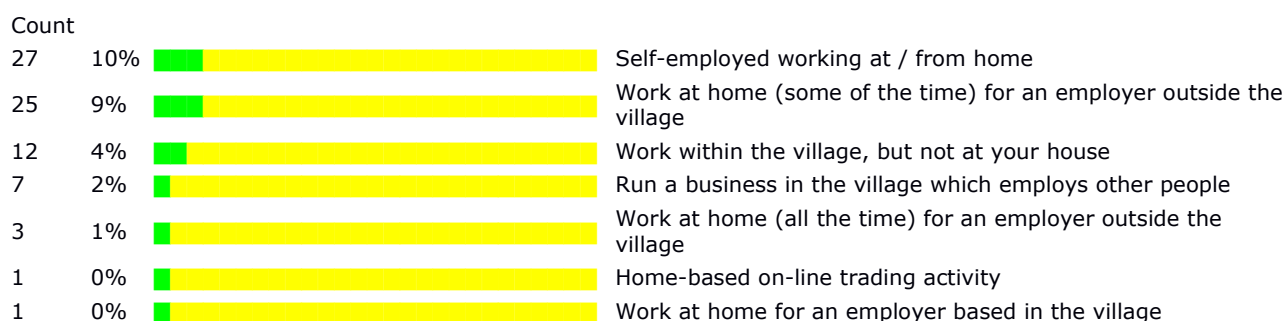 Count
27 10% Self-employed working at / from home
25 9% Work at home (some of the time) for an employer outside the
village
12 4% Work within the village, but not at your house
7 2% Run a business in the village which employs other people
3 1% Work at home (all the time) for an employer outside the
village
1 0% Home-based on-line trading activity
1 0% Work at home for an employer based in the village